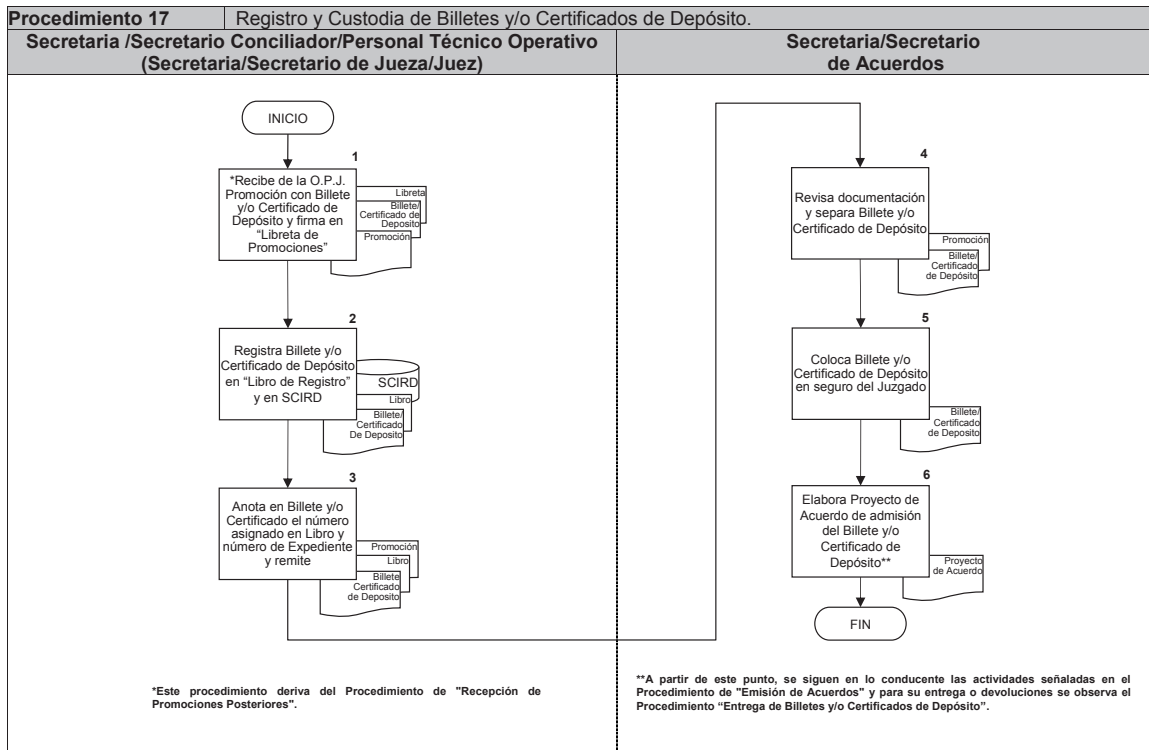 Procedimiento 17
Registro y Custodia de Billetes y/o Certificados de Depósito.
Secretaria /Secretario Conciliador/Personal Técnico Operativo
(Secretaria/Secretario de Jueza/Juez)
Secretaria/Secretario
de Acuerdos
INICIO
1
*Recibe de la O.P.J.
Promoción con Billete
y/o Certificado de
Depósito y firma en
“Libreta de
Promociones”
Libreta
Billete/
Certificado de
Deposito
Promoción
2
Registra Billete y/o
Certificado de Depósito
en “Libro de Registro”
y en SCIRD
SCIRD
Libro
Billete/
Certificado
De Deposito
3
Anota en Billete y/o
Certificado el número
asignado en Libro y
número de Expediente
y remite
Promoción
Libro
Billete
Certificado
de Deposito
*Este procedimiento deriva del Procedimiento de "Recepción de
Promociones Posteriores".
4
Revisa documentación
y separa Billete y/o
Certificado de Depósito
Promoción
Billete/
Certificado
de Depósito
5
Coloca Billete y/o
Certificado de Depósito
en seguro del Juzgado
Billete/
Certificado
de Depósito
6
Elabora Proyecto de
Acuerdo de admisión
del Billete y/o
Certificado de
Depósito**
Proyecto
de Acuerdo
FIN
**A partir de este punto, se siguen en lo conducente las actividades señaladas en el
Procedimiento de "Emisión de Acuerdos" y para su entrega o devoluciones se observa el
Procedimiento “Entrega de Billetes y/o Certificados de Depósito”.